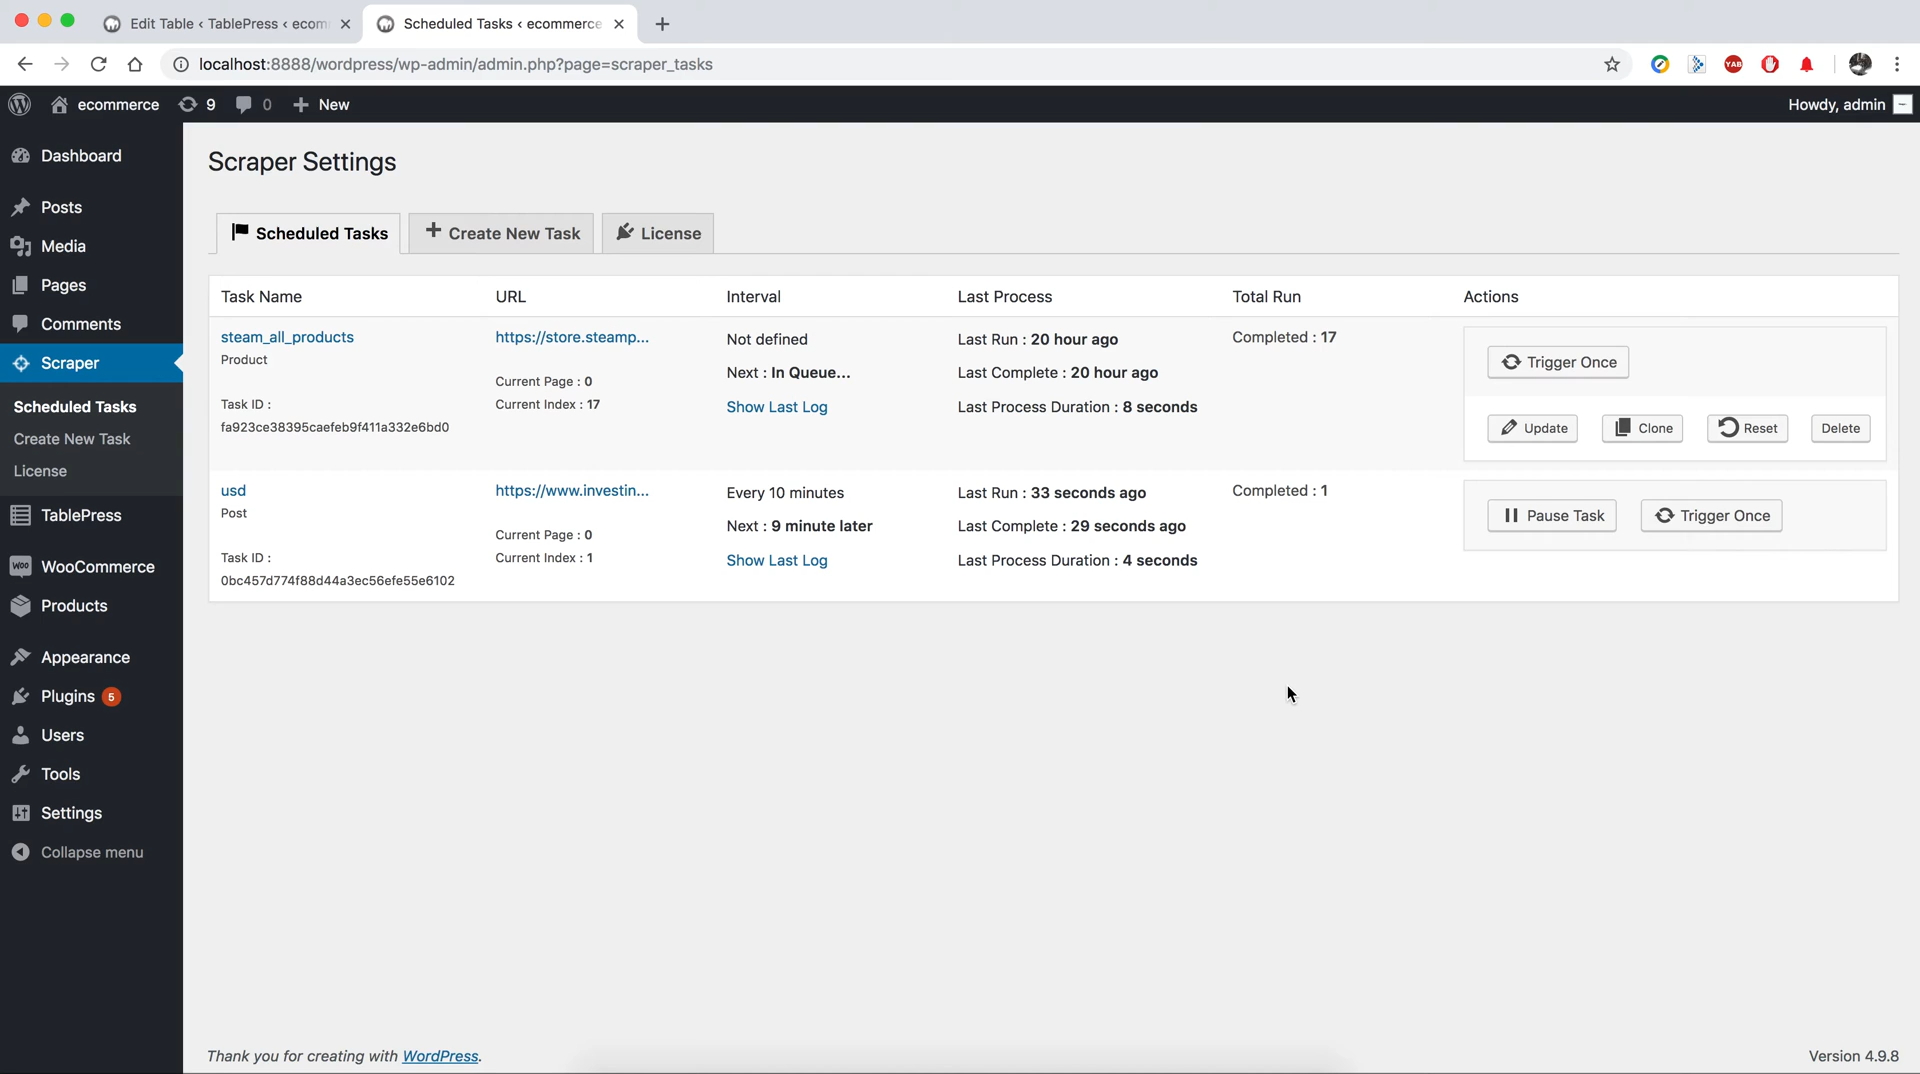 Edit Table ‹ TablePress ‹ ecom
Scheduled Tasks ‹ ecommerce
localhost:8888/wordpress/wp-admin/admin.php?page=scraper_tasks
YAB
ecommerce 9 0 New
Howdy, admin
Dashboard
Posts
Media
Pages
Comments
Scraper
Scheduled Tasks
Create New Task
License
TablePress
WooCommerce
Products
Appearance
Plugins 5
Users
Tools
Settings
Collapse menu
Scraper Settings
Scheduled Tasks
Create New Task
License
Task Name URL Interval Last Process Total Run Actions
steam_all_products
Product
Task ID :
fa923ce38395caefeb9f411a332e6bd0
https://store.steamp...
Current Page : 0
Current Index : 17
Not defined
Next : In Queue...
Show Last Log
Last Run : 20 hour ago
Last Complete : 20 hour ago
Last Process Duration : 8 seconds
Completed : 17
Trigger Once
Update Clone Reset Delete
usd
Post
Task ID :
0bc457d774f88d44a3ec56efe55e6102
https://www.investin...
Current Page : 0
Current Index : 1
Every 10 minutes
Next : 9 minute later
Show Last Log
Last Run : 33 seconds ago
Last Complete : 29 seconds ago
Last Process Duration : 4 seconds
Completed : 1
Pause Task Trigger Once
Thank you for creating with WordPress.
Version 4.9.8